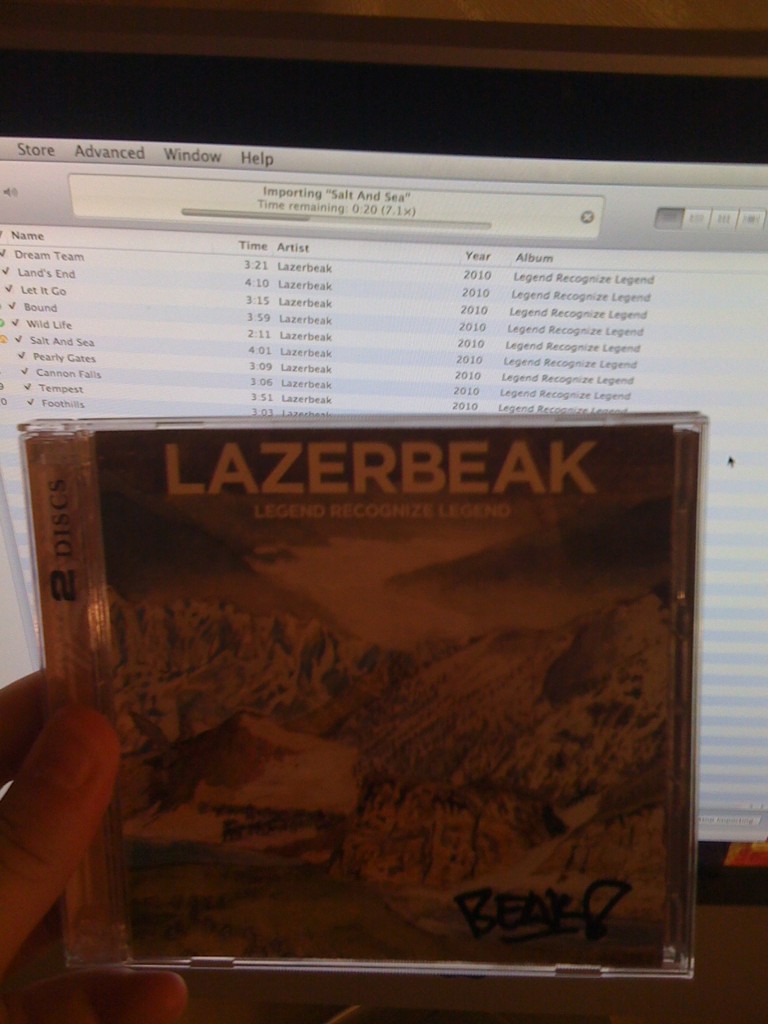 Store Advanced Window Help
Importing "Salt And Sea"
Time remaining: 0:20 (7.1×)
Name Time Artist Year Album
Dream Team 3:21 Lazerbeak 2010 Legend Recognize Legend
Land's End 4:10 Lazerbeak 2010 Legend Recognize Legend
Let It Go 3:15 Lazerbeak 2010 Legend Recognize Legend
Bound 3:59 Lazerbeak 2010 Legend Recognize Legend
Wild Life 2:11 Lazerbeak 2010 Legend Recognize Legend
Salt And Sea 4:01 Lazerbeak 2010 Legend Recognize Legend
Pearly Gates 3:09 Lazerbeak 2010 Legend Recognize Legend
Cannon Falls 3:06 Lazerbeak 2010 Legend Recognize Legend
Tempest 3:51 Lazerbeak 2010 Legend Recognize Legend
Foothills 3:03 Lazerbeak
LAZERBEAK
LEGEND RECOGNIZE LEGEND
2 DISCS
BEAK